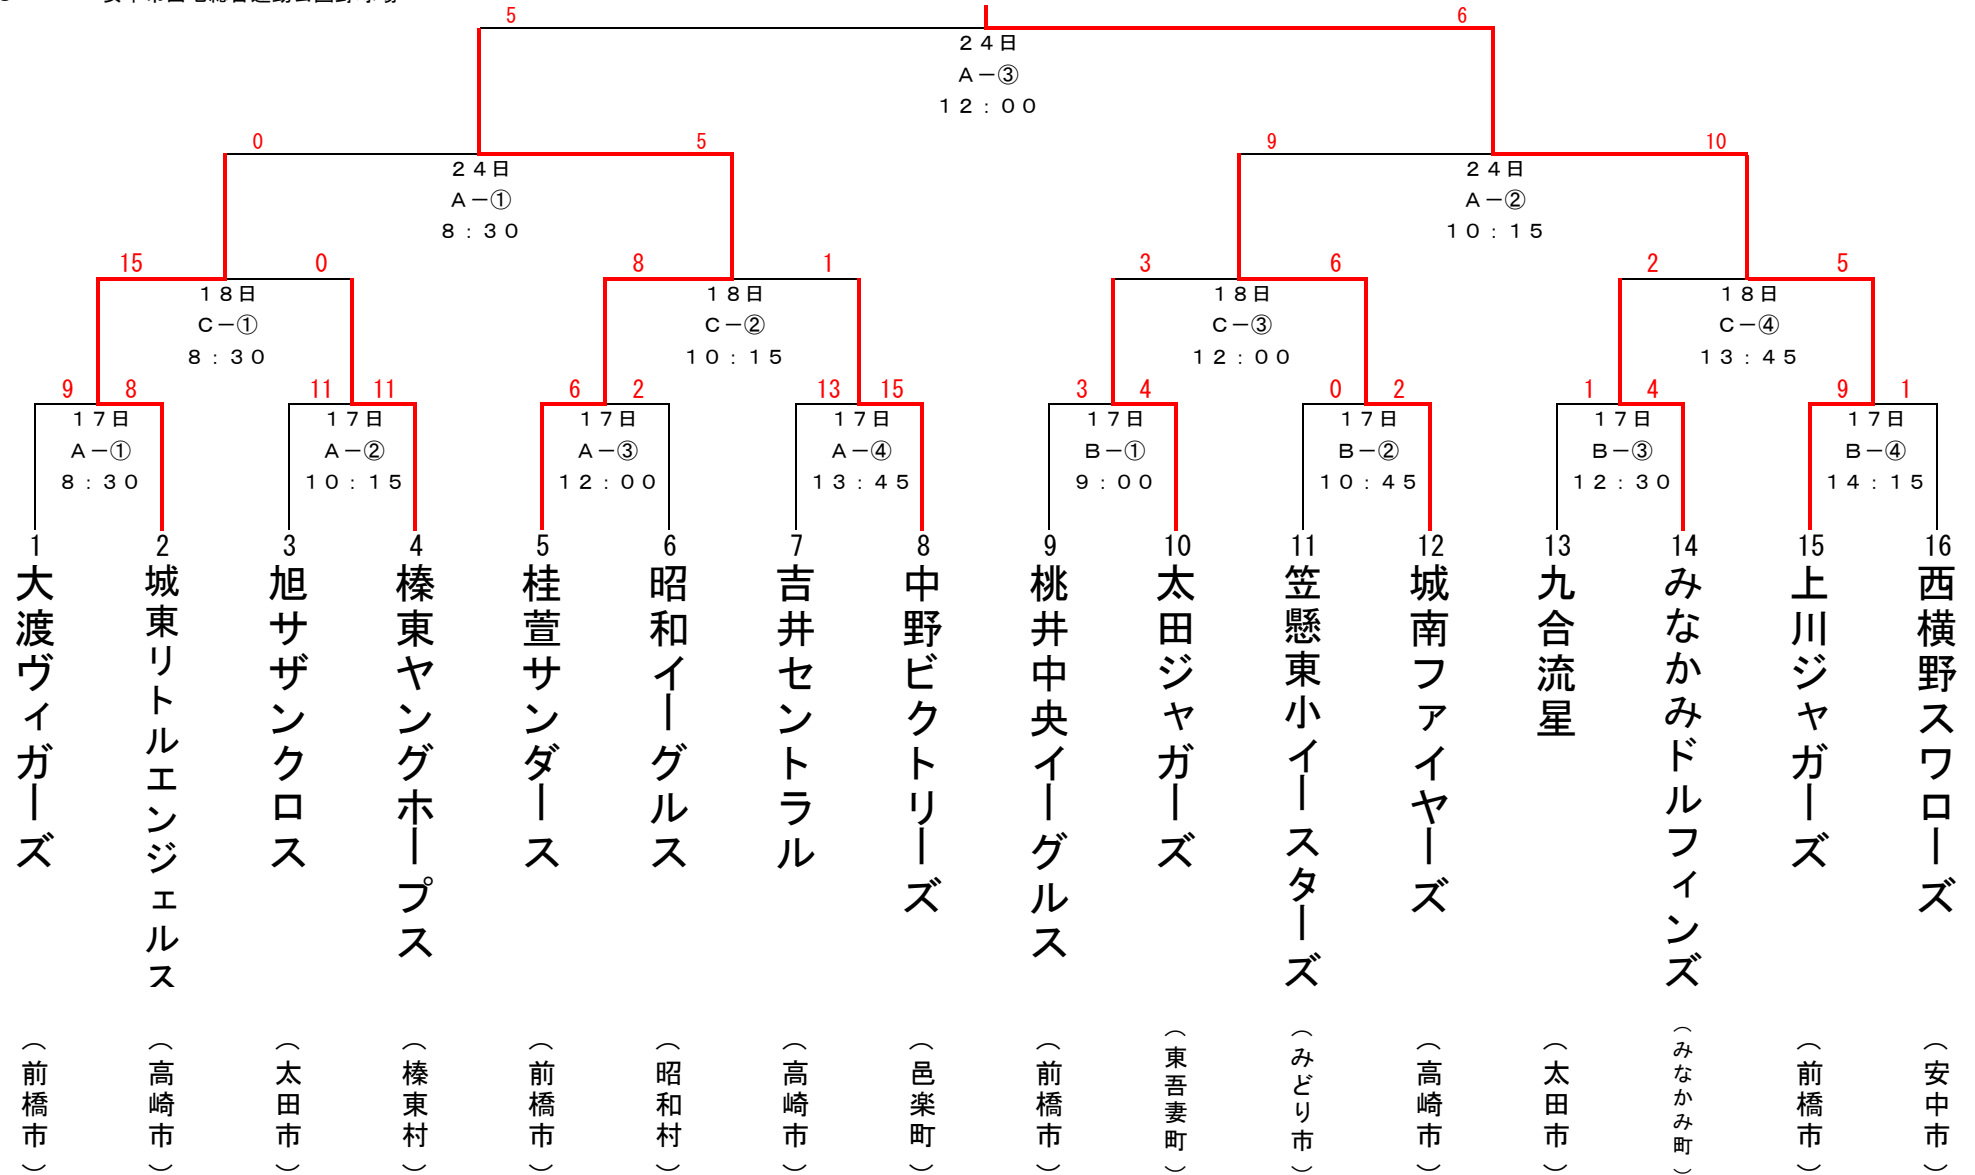 5 6
２４日
Ａ－③
１２：００
0 5 9 10
２４日 ２４日
Ａ－① Ａ－②
８：３０ １０：１５
15 0 8 1 3 6 2 5
１８日 １８日 １８日 １８日
Ｃ－① Ｃ－② Ｃ－③ Ｃ－④
８：３０ １０：１５ １２：００ １３：４５
9 8 11 11 6 2 13 15 3 4 0 2 1 4 9 1
１７日 １７日 １７日 １７日 １７日 １７日 １７日 １７日
Ａ－① Ａ－② Ａ－③ Ａ－④ Ｂ－① Ｂ－② Ｂ－③ Ｂ－④
８：３０ １０：１５ １２：００ １３：４５ ９：００ １０：４５ １２：３０ １４：１５
1 2 3 4 5 6 7 8 9 10 11 12 13 14 15 16
大渡ヴィガーズ
城東リトルエンジェルス
旭サザンクロス
榛東ヤングホープス
桂萱サンダース
昭和イーグルス
吉井セントラル
中野ビクトリーズ
桃井中央イーグルス
太田ジャガーズ
笠懸東小イースターズ
城南ファイヤーズ
九合流星
みなかみドルフィンズ
上川ジャガーズ
西横野スワローズ
（前橋市）
（高崎市）
（太田市）
（榛東村）
（前橋市）
（昭和村）
（高崎市）
（邑楽町）
（前橋市）
（東吾妻町）
（みどり市）
（高崎市）
（太田市）
（みなかみ町）
（前橋市）
（安中市）